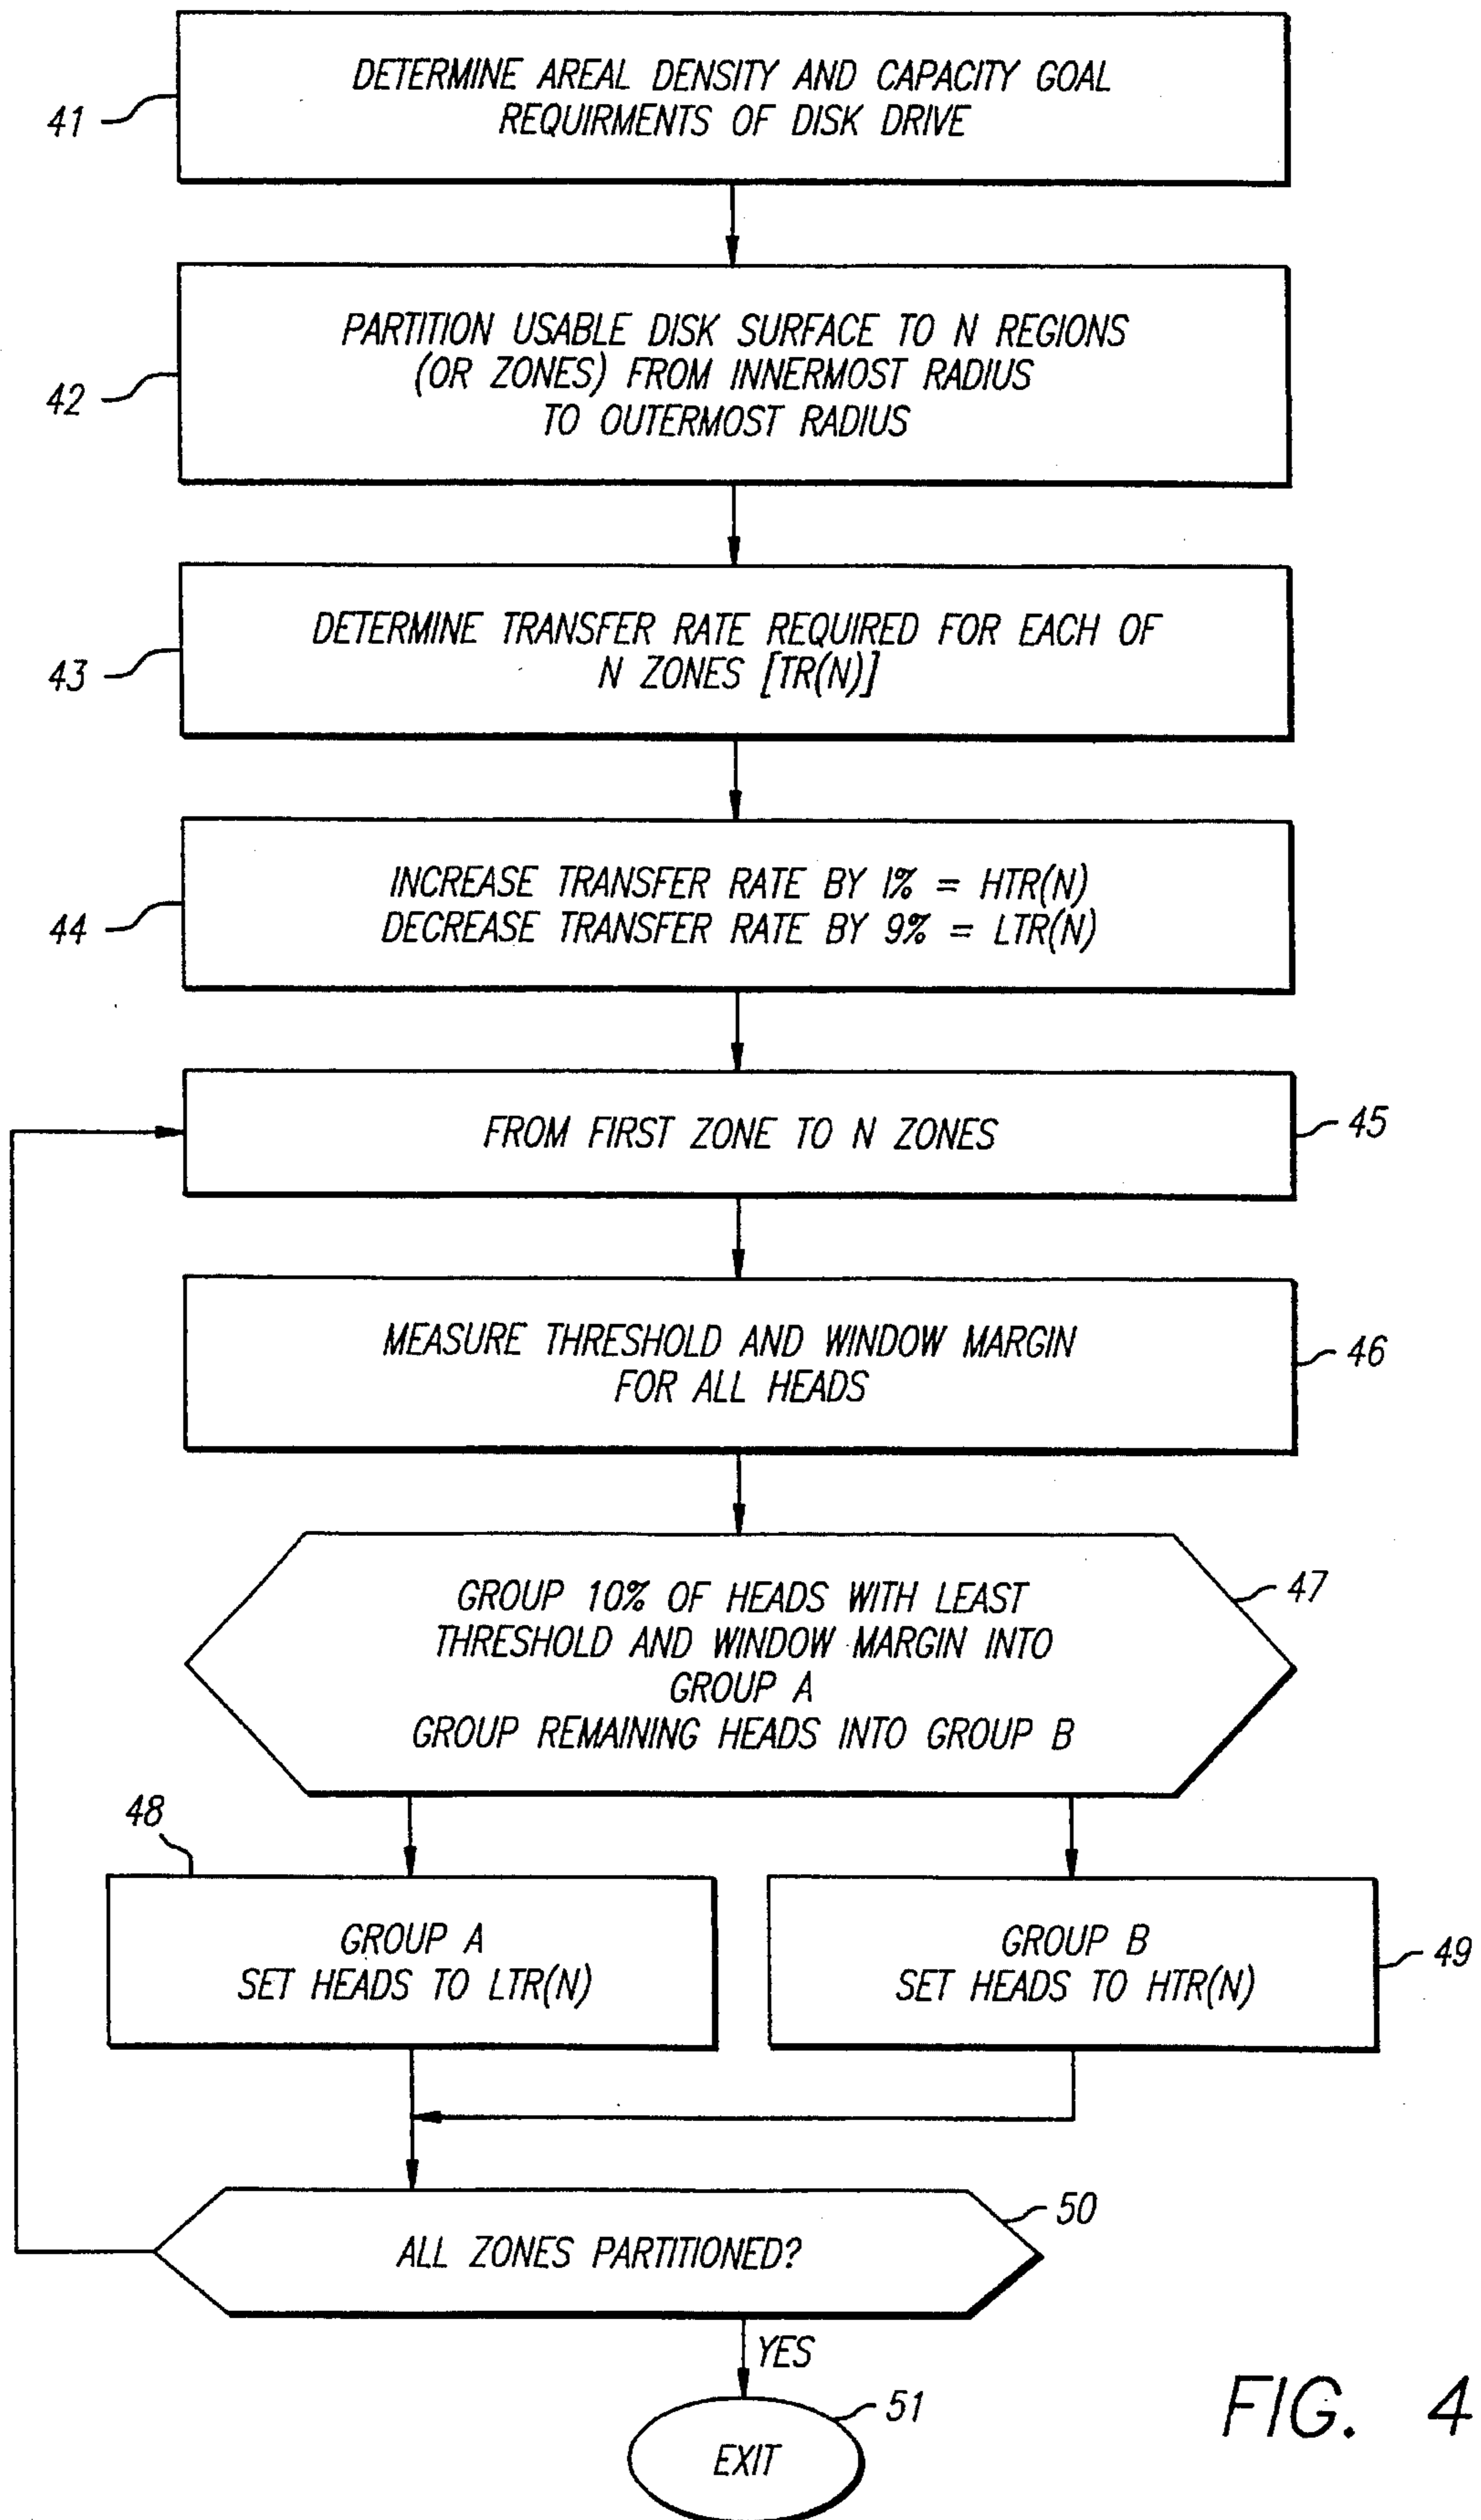 DETERMINE AREAL DENSITY AND CAPACITY GOAL
REQUIRMENTS OF DISK DRIVE
41
PARTITION USABLE DISK SURFACE TO N REGIONS
(OR ZONES) FROM INNERMOST RADIUS
TO OUTERMOST RADIUS
42
DETERMINE TRANSFER RATE REQUIRED FOR EACH OF
N ZONES [TR(N)]
43
INCREASE TRANSFER RATE BY 1% = HTR(N)
DECREASE TRANSFER RATE BY 9% = LTR(N)
44
FROM FIRST ZONE TO N ZONES
45
MEASURE THRESHOLD AND WINDOW MARGIN
FOR ALL HEADS
46
GROUP 10% OF HEADS WITH LEAST
THRESHOLD AND WINDOW MARGIN INTO
GROUP A
GROUP REMAINING HEADS INTO GROUP B
47
48
GROUP A
SET HEADS TO LTR(N)
GROUP B
SET HEADS TO HTR(N)
49
ALL ZONES PARTITIONED?
50
YES
EXIT
51
FIG. 4